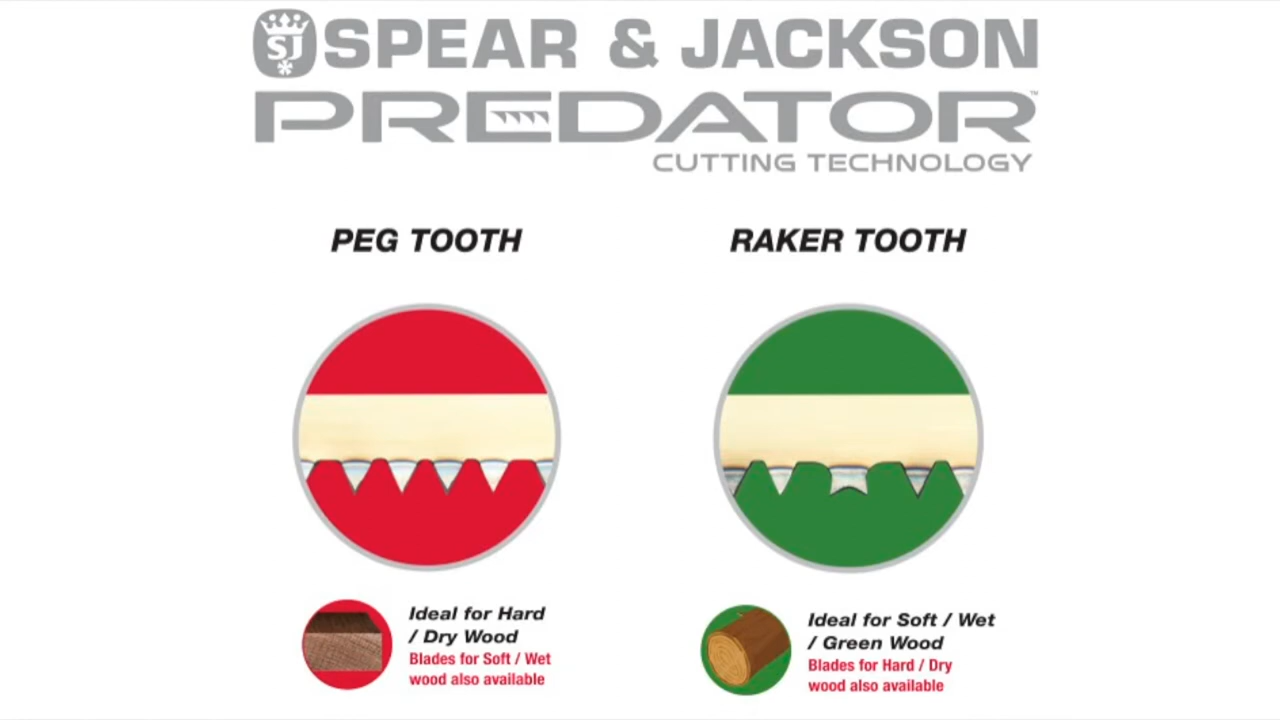 SJ
SPEAR & JACKSON
PREDATOR™
CUTTING TECHNOLOGY
PEG TOOTH
RAKER TOOTH
Ideal for Hard
/ Dry Wood
Blades for Soft / Wet
wood also available
Ideal for Soft / Wet
/ Green Wood
Blades for Hard / Dry
wood also available